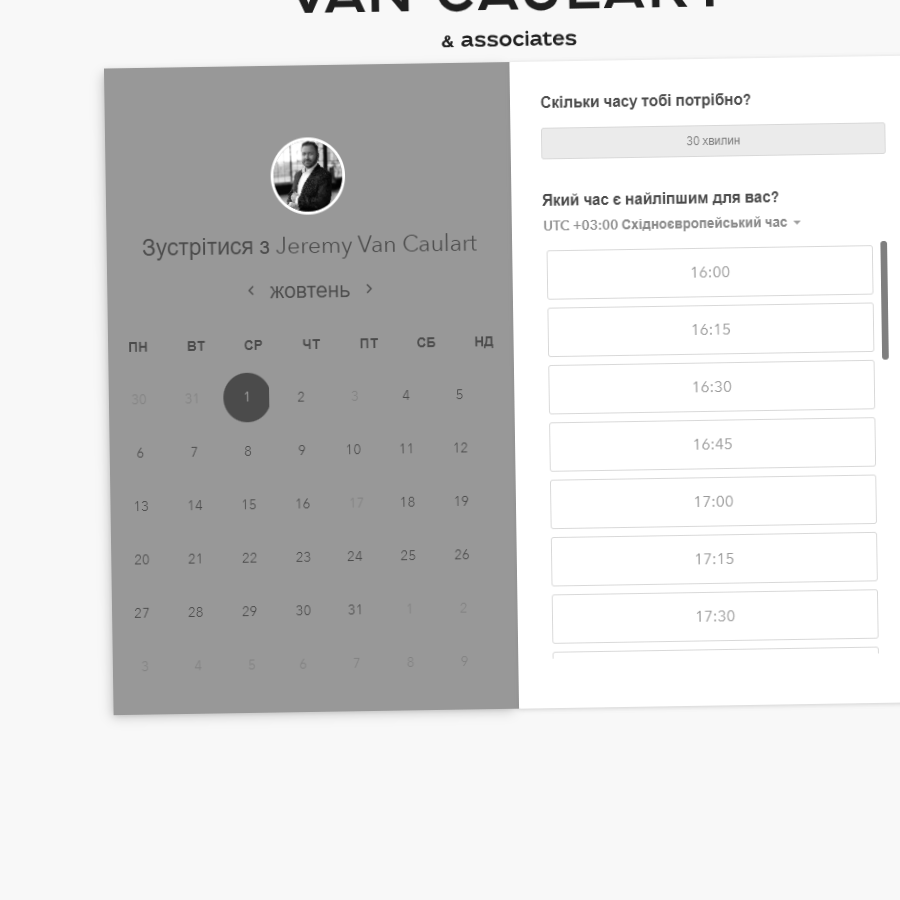 VAN CAULART
& associates
Зустрітися з Jeremy Van Caulart
жовтень
ПН ВТ СР ЧТ ПТ СБ НД
30 31 1 2 3 4 5
6 7 8 9 10 11 12
13 14 15 16 17 18 19
20 21 22 23 24 25 26
27 28 29 30 31 1 2
3 4 5 6 7 8 9
Скільки часу тобі потрібно?
30 хвилин
Який час є найліпшим для вас?
UTC +03:00 Східноєвропейський час
16:00
16:15
16:30
16:45
17:00
17:15
17:30